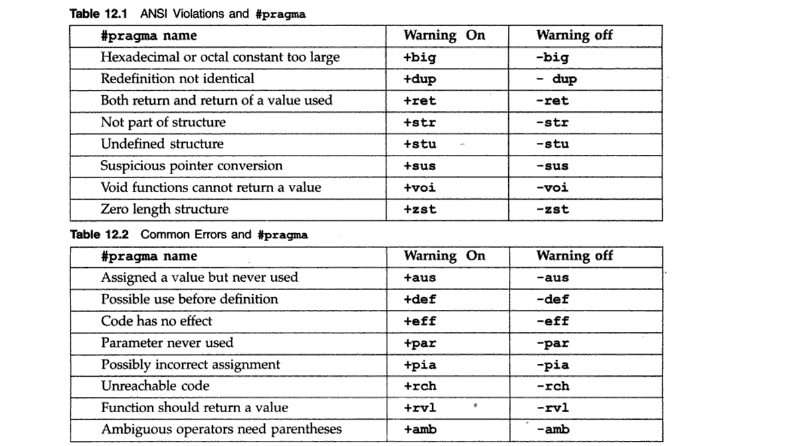 Table 12.1 ANSI Violations and #pragma
#pragma name Warning On Warning off
Hexadecimal or octal constant too large +big -big
Redefinition not identical +dup - dup
Both return and return of a value used +ret -ret
Not part of structure +str -str
Undefined structure +stu -stu
Suspicious pointer conversion +sus -sus
Void functions cannot return a value +voi -voi
Zero length structure +zst -zst
Table 12.2 Common Errors and #pragma
#pragma name Warning On Warning off
Assigned a value but never used +aus -aus
Possible use before definition +def -def
Code has no effect +eff -eff
Parameter never used +par -par
Possibly incorrect assignment +pia -pia
Unreachable code +rch -rch
Function should return a value +rvl -rvl
Ambiguous operators need parentheses +amb -amb